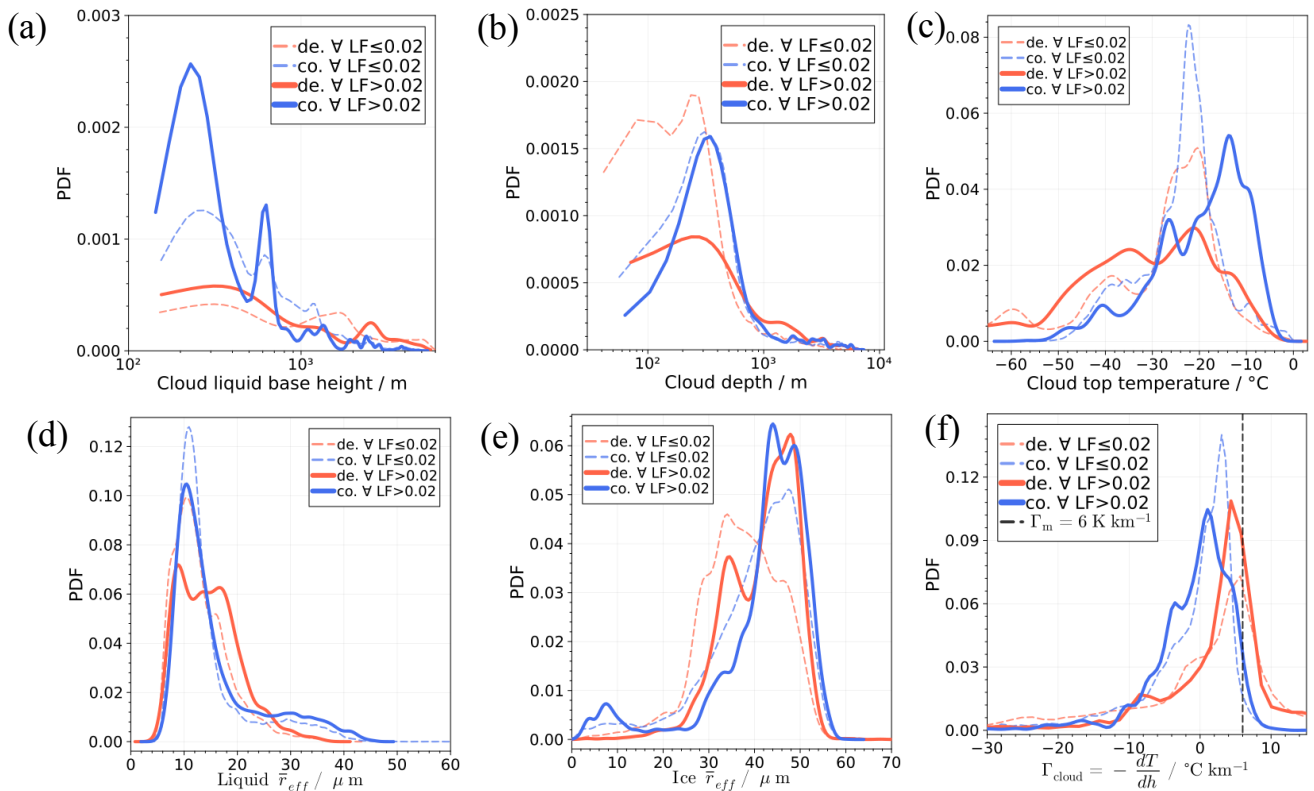 (a)
0.003
0.002
0.001
0.000
PDF
10²
10³
Cloud liquid base height / m
de. ∀ LF≤0.02
co. ∀ LF≤0.02
de. ∀ LF>0.02
co. ∀ LF>0.02
(b)
0.0025
0.0020
0.0015
0.0010
0.0005
0.0000
PDF
10²
10³
10⁴
Cloud depth / m
de. ∀ LF≤0.02
co. ∀ LF≤0.02
de. ∀ LF>0.02
co. ∀ LF>0.02
(c)
0.08
0.06
0.04
0.02
0.00
PDF
−60 −50 −40 −30 −20 −10 0
Cloud top temperature / °C
de. ∀ LF≤0.02
co. ∀ LF≤0.02
de. ∀ LF>0.02
co. ∀ LF>0.02
(d)
0.12
0.10
0.08
0.06
0.04
0.02
0.00
PDF
0 10 20 30 40 50 60
Liquid r̅eff / μ m
de. ∀ LF≤0.02
co. ∀ LF≤0.02
de. ∀ LF>0.02
co. ∀ LF>0.02
(e)
0.06
0.05
0.04
0.03
0.02
0.01
0.00
PDF
0 10 20 30 40 50 60 70
Ice r̅eff / μ m
de. ∀ LF≤0.02
co. ∀ LF≤0.02
de. ∀ LF>0.02
co. ∀ LF>0.02
(f)
0.12
0.09
0.06
0.03
0.00
PDF
−30 −20 −10 0 10
Γcloud = − dT/dh / °C km⁻¹
de. ∀ LF≤0.02
co. ∀ LF≤0.02
de. ∀ LF>0.02
co. ∀ LF>0.02
Γm = 6 K km⁻¹